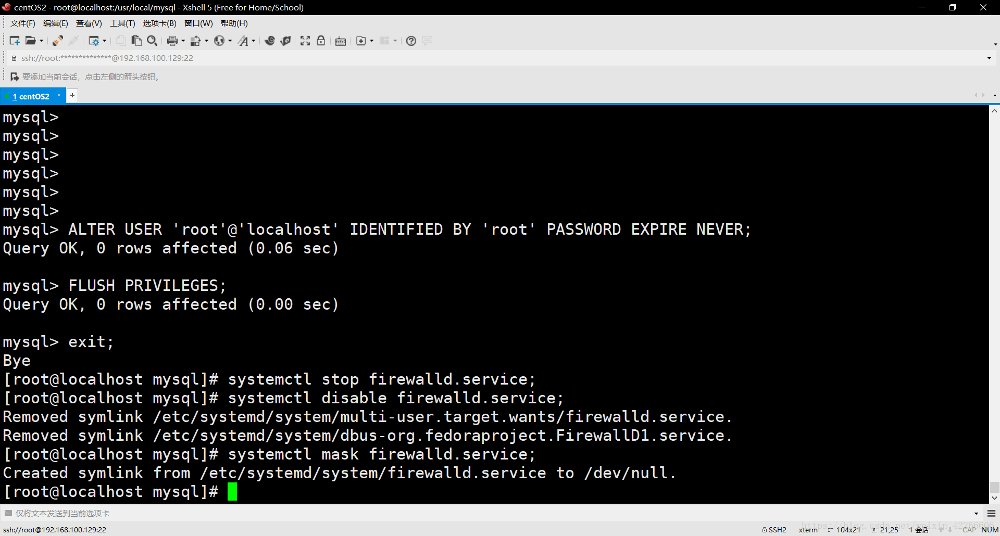 centOS2 - root@localhost:/usr/local/mysql - Xshell 5 (Free for Home/School)
文件(F) 编辑(E) 查看(V) 工具(T) 选项卡(B) 窗口(W) 帮助(H)
ssh://root:**************@192.168.100.129:22
要添加当前会话，点击左侧的箭头按钮。
1 centOS2 × +
mysql>
mysql>
mysql>
mysql>
mysql>
mysql>
mysql> ALTER USER 'root'@'localhost' IDENTIFIED BY 'root' PASSWORD EXPIRE NEVER;
Query OK, 0 rows affected (0.06 sec)
mysql> FLUSH PRIVILEGES;
Query OK, 0 rows affected (0.00 sec)
mysql> exit;
Bye
[root@localhost mysql]# systemctl stop firewalld.service;
[root@localhost mysql]# systemctl disable firewalld.service;
Removed symlink /etc/systemd/system/multi-user.target.wants/firewalld.service.
Removed symlink /etc/systemd/system/dbus-org.fedoraproject.FirewallD1.service.
[root@localhost mysql]# systemctl mask firewalld.service;
Created symlink from /etc/systemd/system/firewalld.service to /dev/null.
[root@localhost mysql]#
仅将文本发送到当前选项卡
https://blog.csdn.net/weixin_42266606
ssh://root@192.168.100.129:22 SSH2 xterm 104x21 21,25 1 会话 CAP NUM